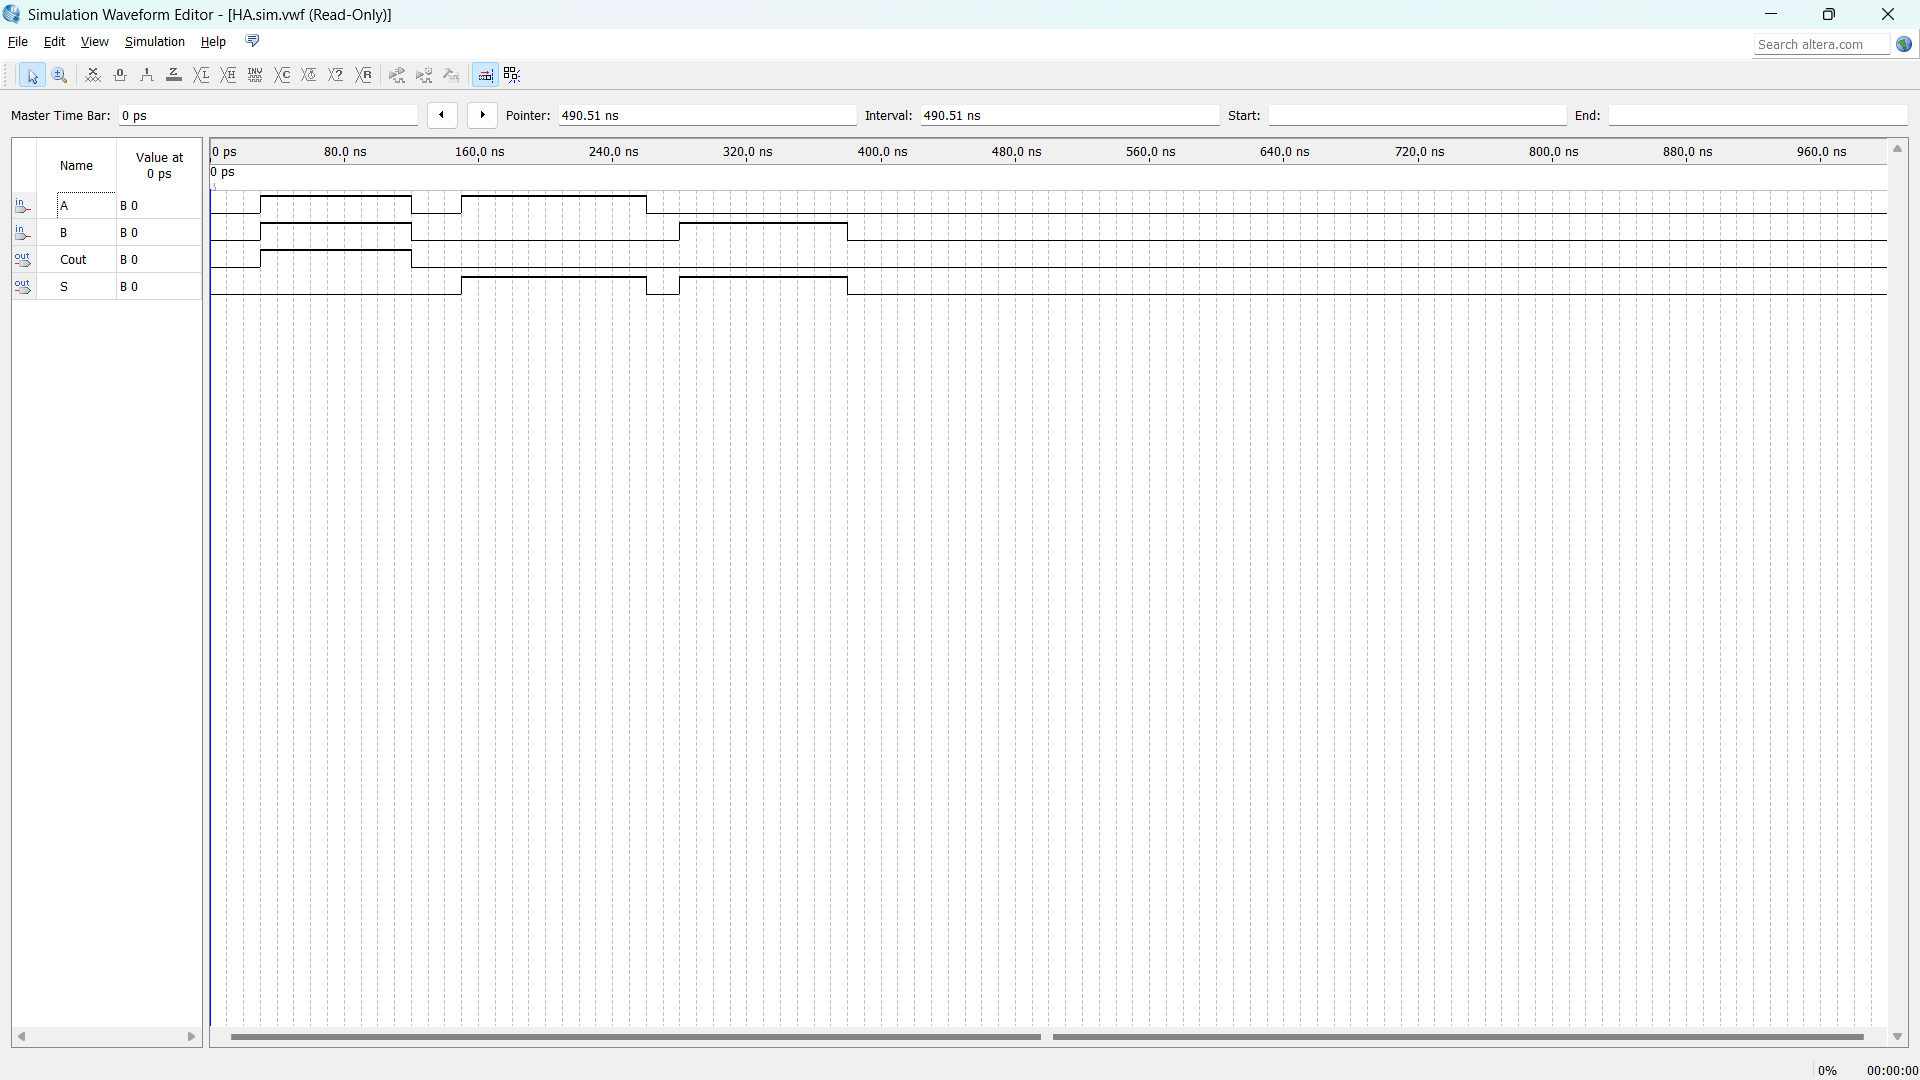 Simulation Waveform Editor - [HA.sim.vwf (Read-Only)]
File Edit View Simulation Help
Search altera.com
Master Time Bar: 0 ps Pointer: 490.51 ns Interval: 490.51 ns Start: End:
Name Value at 0 ps
0 ps 80.0 ns 160.0 ns 240.0 ns 320.0 ns 400.0 ns 480.0 ns 560.0 ns 640.0 ns 720.0 ns 800.0 ns 880.0 ns 960.0 ns
0 ps
in A B 0
in B B 0
out Cout B 0
out S B 0
0% 00:00:00